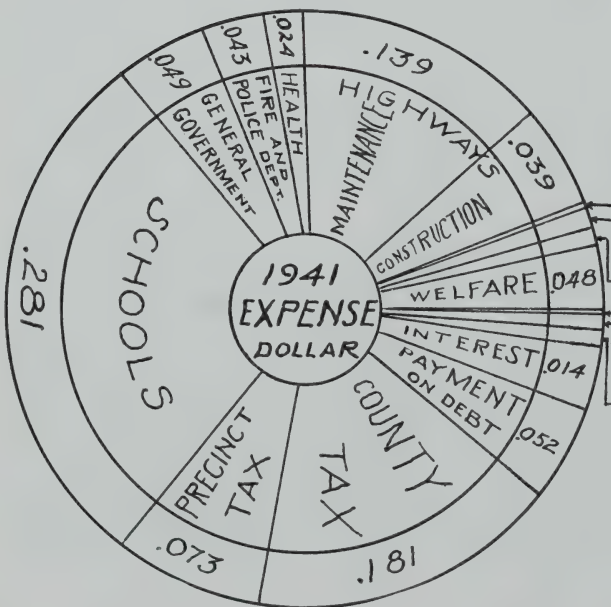 1941
EXPENSE
DOLLAR
.139
HIGHWAYS
MAINTENANCE
.039
CONSTRUCTION
WELFARE
.048
INTEREST
.014
PAYMENT
ON DEBT
.052
COUNTY
TAX
.181
PRECINCT
TAX
.073
SCHOOLS
.281
GENERAL
GOVERNMENT
.049
FIRE AND
POLICE DEPT.
.043
HEALTH
.024